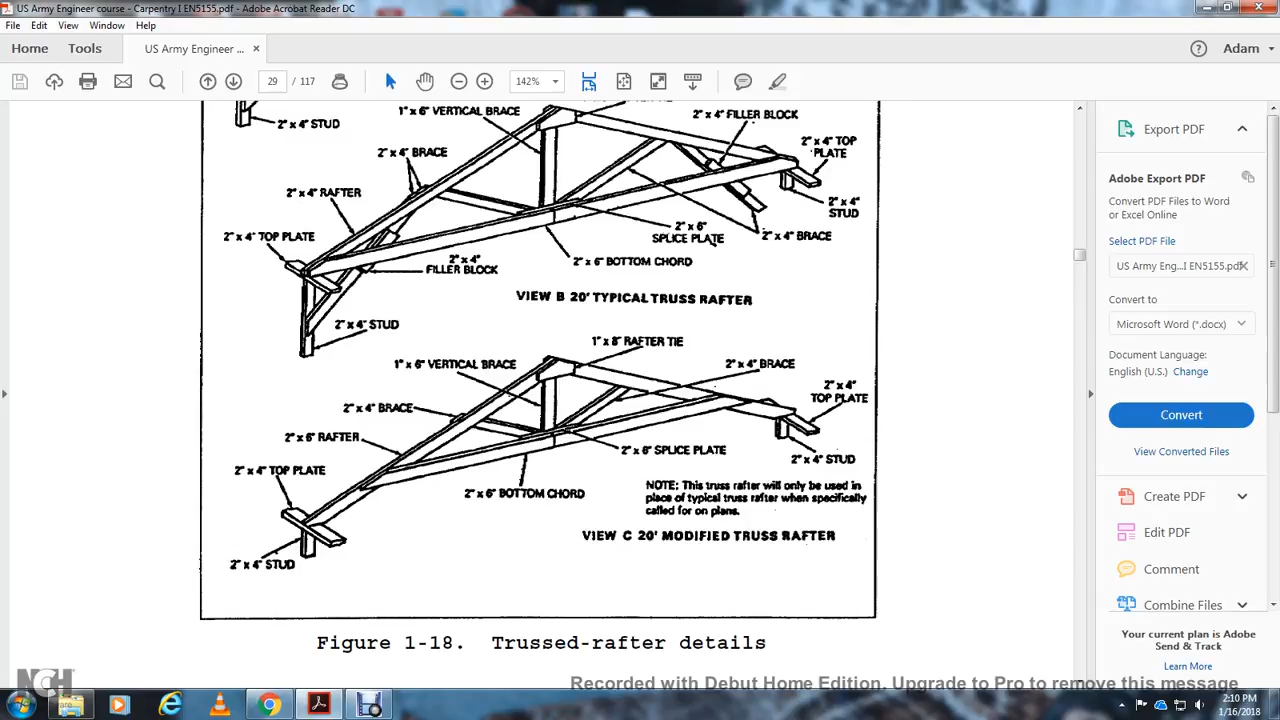 US Army Engineer course - Carpentry I EN5155.pdf - Adobe Acrobat Reader DC
File Edit View Window Help
Home Tools US Army Engineer ... ×
Adam
29 / 117
142%
1" x 6" VERTICAL BRACE
2" x 4" FILLER BLOCK
2" x 4" STUD
2" x 4" TOP
PLATE
2" x 4" BRACE
2" x 4" RAFTER
2" x 4"
STUD
2" x 6"
SPLICE PLATE
2" x 4" BRACE
2" x 4" TOP PLATE
2" x 4"
FILLER BLOCK
2" x 6" BOTTOM CHORD
VIEW B 20' TYPICAL TRUSS RAFTER
2" x 4" STUD
1" x 8" RAFTER TIE
1" x 6" VERTICAL BRACE
2" x 4" BRACE
2" x 4"
TOP PLATE
2" x 4" BRACE
2" x 6" RAFTER
2" x 6" SPLICE PLATE
2" x 4" STUD
2" x 4" TOP PLATE
2" x 6" BOTTOM CHORD
NOTE: This truss rafter will only be used in
place of typical truss rafter when specifically
called for on plans.
VIEW C 20' MODIFIED TRUSS RAFTER
2" x 4" STUD
Figure 1-18. Trussed-rafter details
Export PDF
Adobe Export PDF
Convert PDF Files to Word
or Excel Online
Select PDF File
US Army Eng...I EN5155.pdf
Convert to
Microsoft Word (*.docx)
Document Language:
English (U.S.) Change
Convert
View Converted Files
Create PDF
Edit PDF
Comment
Combine Files
Your current plan is Adobe
Send & Track
Learn More
NCH
Recorded with Debut Home Edition. Upgrade to Pro to remove this message
2:10 PM
1/16/2018